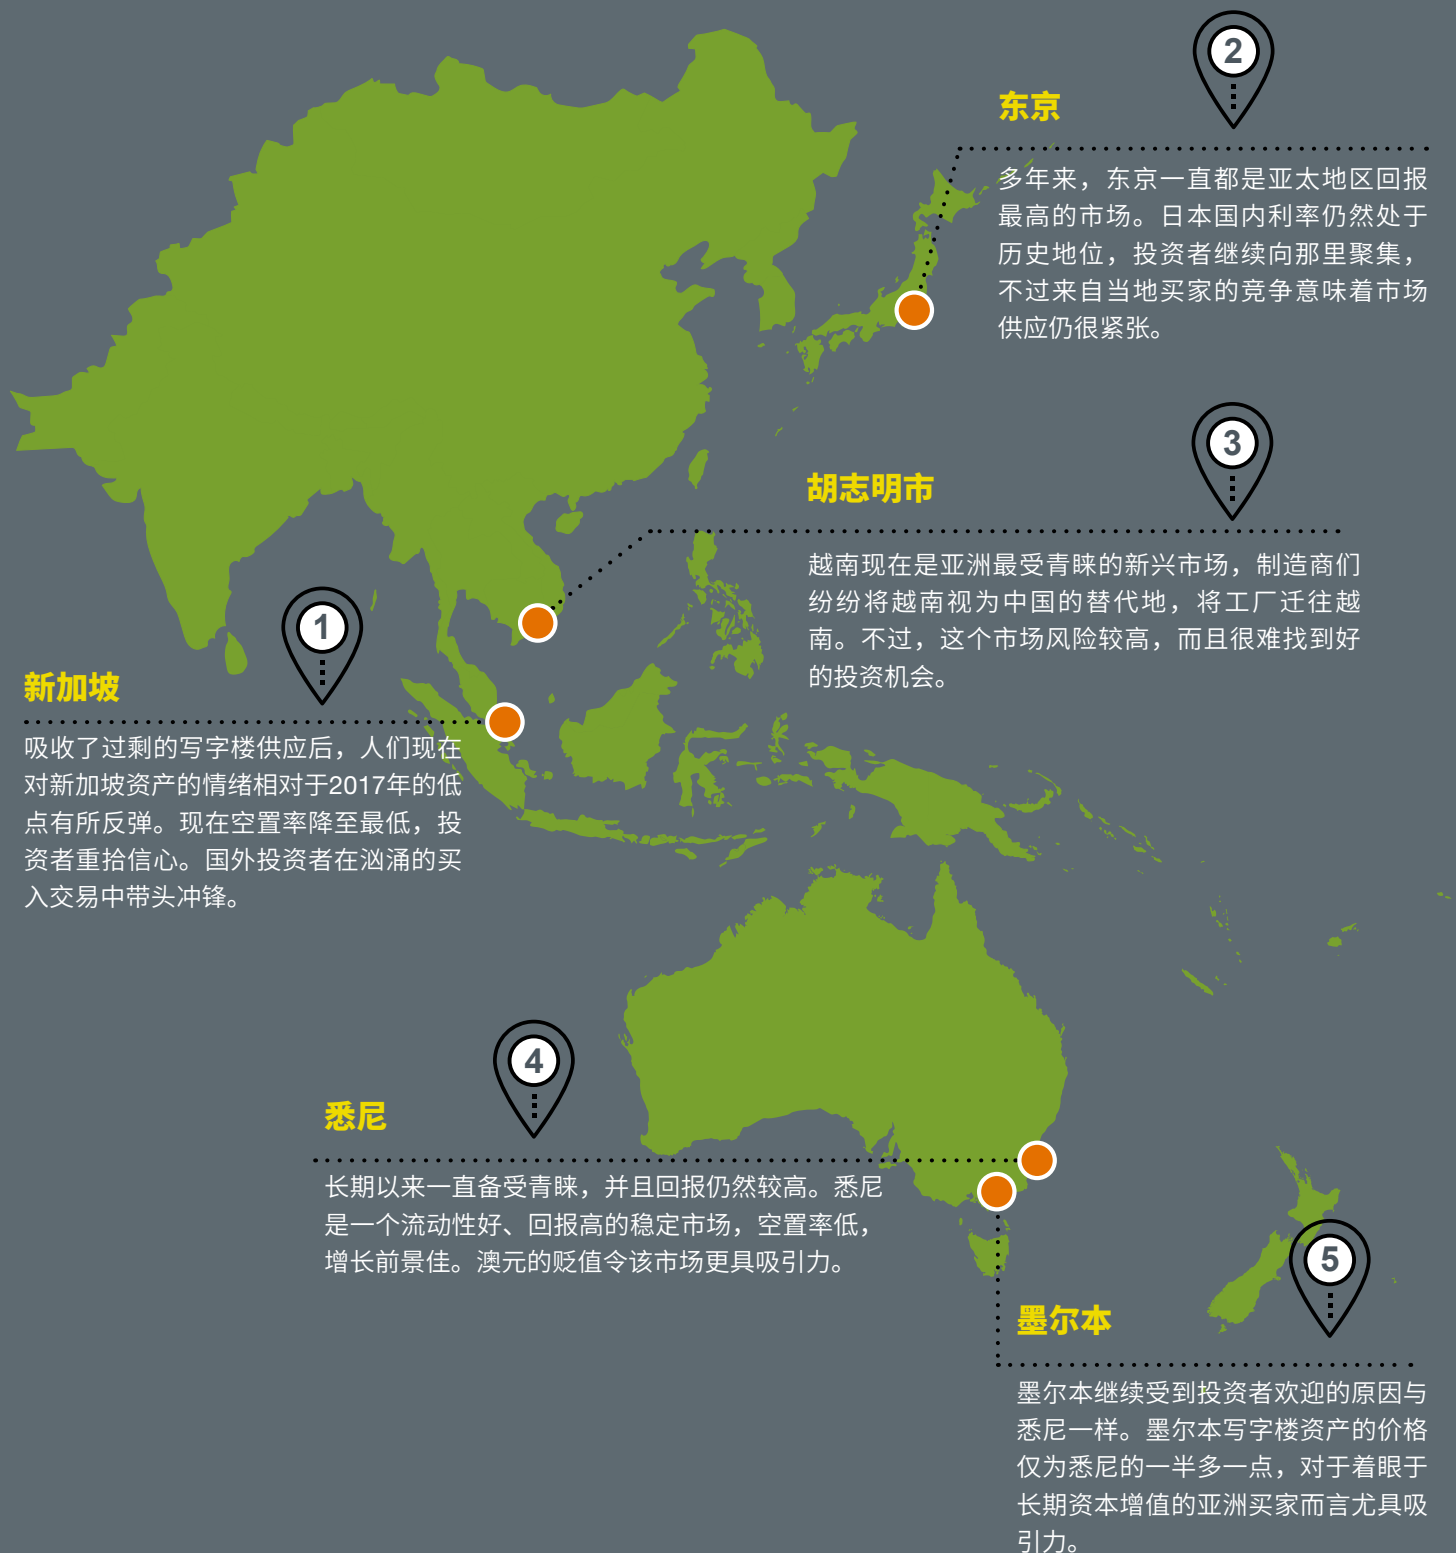 2
东京
多年来，东京一直都是亚太地区回报
最高的市场。日本国内利率仍然处于
历史地位，投资者继续向那里聚集，
不过来自当地买家的竞争意味着市场
供应仍很紧张。
3
胡志明市
越南现在是亚洲最受青睐的新兴市场，制造商们
纷纷将越南视为中国的替代地，将工厂迁往越
南。不过，这个市场风险较高，而且很难找到好
的投资机会。
1
新加坡
吸收了过剩的写字楼供应后，人们现在
对新加坡资产的情绪相对于2017年的低
点有所反弹。现在空置率降至最低，投
资者重拾信心。国外投资者在汹涌的买
入交易中带头冲锋。
4
悉尼
长期以来一直备受青睐，并且回报仍然较高。悉尼
是一个流动性好、回报高的稳定市场，空置率低，
增长前景佳。澳元的贬值令该市场更具吸引力。
5
墨尔本
墨尔本继续受到投资者欢迎的原因与
悉尼一样。墨尔本写字楼资产的价格
仅为悉尼的一半多一点，对于着眼于
长期资本增值的亚洲买家而言尤具吸
引力。